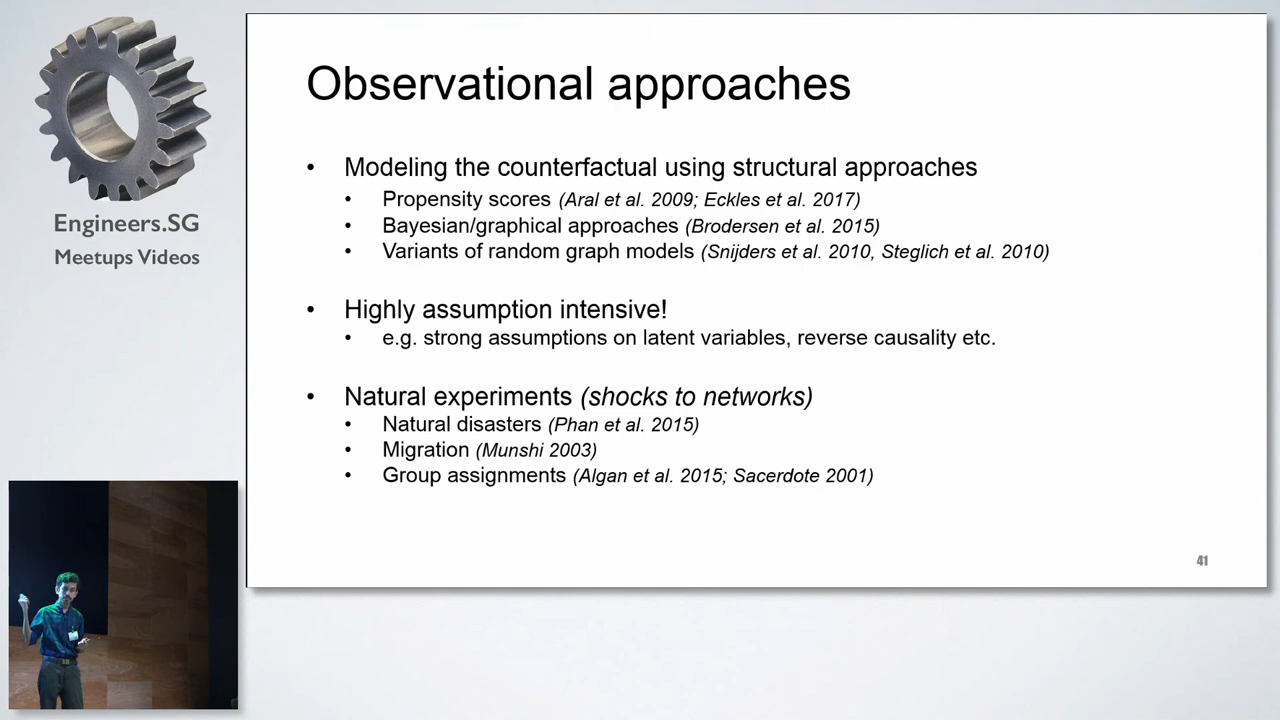 Engineers.SG
Meetups Videos
Observational approaches
• Modeling the counterfactual using structural approaches
• Propensity scores (Aral et al. 2009; Eckles et al. 2017)
• Bayesian/graphical approaches (Brodersen et al. 2015)
• Variants of random graph models (Snijders et al. 2010, Steglich et al. 2010)
• Highly assumption intensive!
• e.g. strong assumptions on latent variables, reverse causality etc.
• Natural experiments (shocks to networks)
• Natural disasters (Phan et al. 2015)
• Migration (Munshi 2003)
• Group assignments (Algan et al. 2015; Sacerdote 2001)
41